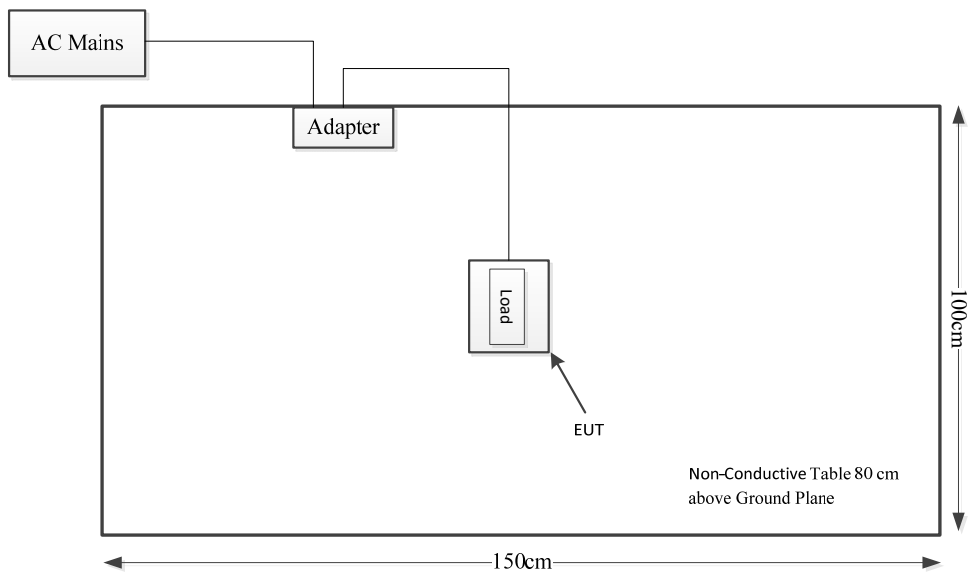 AC Mains
Adapter
Load
100cm
EUT
Non-Conductive Table 80 cm
above Ground Plane
150cm